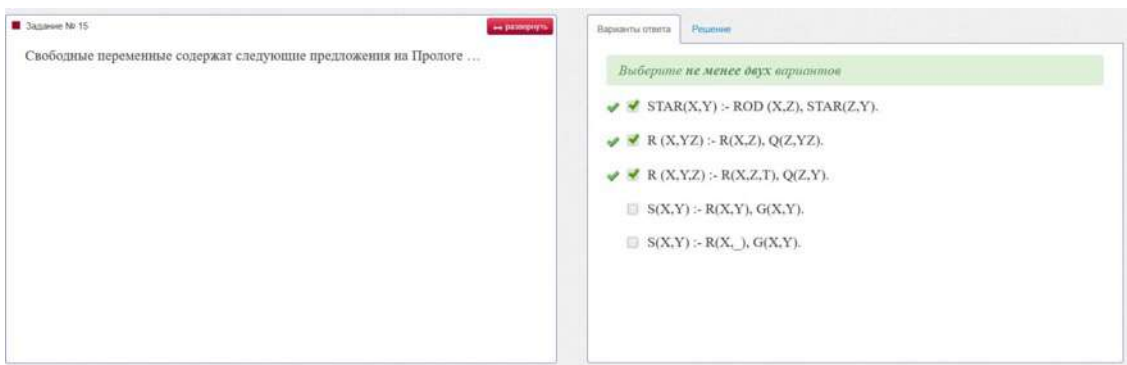 Задание № 15
развернуть
Свободные переменные содержат следующие предложения на Прологе …
Варианты ответа
Решение
Выберите не менее двух вариантов
STAR(X,Y) :- ROD (X,Z), STAR(Z,Y).
R (X,YZ) :- R(X,Z), Q(Z,YZ).
R (X,Y,Z) :- R(X,Z,T), Q(Z,Y).
S(X,Y) :- R(X,Y), G(X,Y).
S(X,Y) :- R(X,_), G(X,Y).